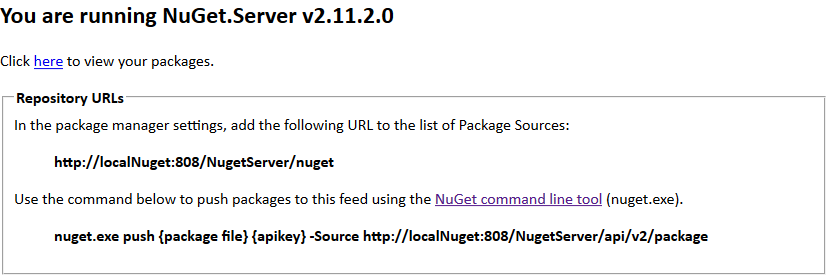 You are running NuGet.Server v2.11.2.0
Click here to view your packages.
Repository URLs
In the package manager settings, add the following URL to the list of Package Sources:
http://localNuget:808/NugetServer/nuget
Use the command below to push packages to this feed using the NuGet command line tool (nuget.exe).
nuget.exe push {package file} {apikey} -Source http://localNuget:808/NugetServer/api/v2/package